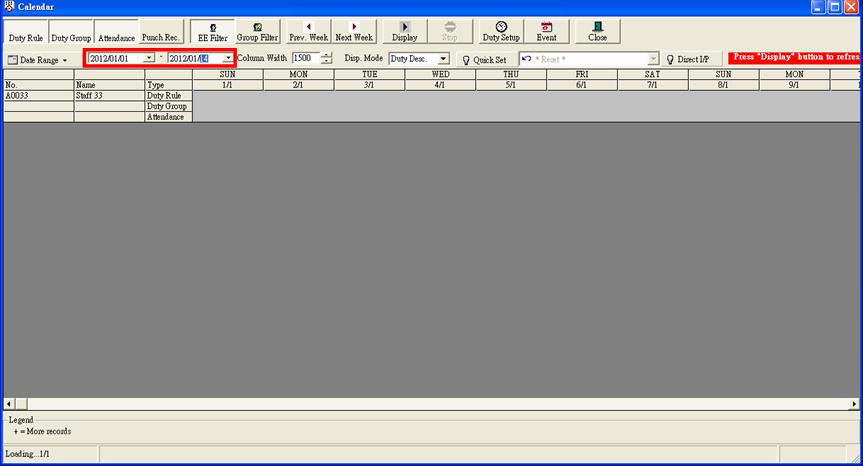 Calendar
Duty Rule Duty Group Attendance Punch Rec. EE Filter Group Filter Prev. Week Next Week Display Stop Duty Setup Event Close
Date Range 2012/01/01 - 2012/01/14 Column Width 1500 Disp. Mode Duty Desc. Quick Set * Reset * Direct I/P Press "Display" button to refres
SUN MON TUE WED THU FRI SAT SUN MON
No. Name Type 1/1 2/1 3/1 4/1 5/1 6/1 7/1 8/1 9/1
A0033 Staff 33 Duty Rule
Duty Group
Attendance
Legend
+ = More records
Loading...1/1